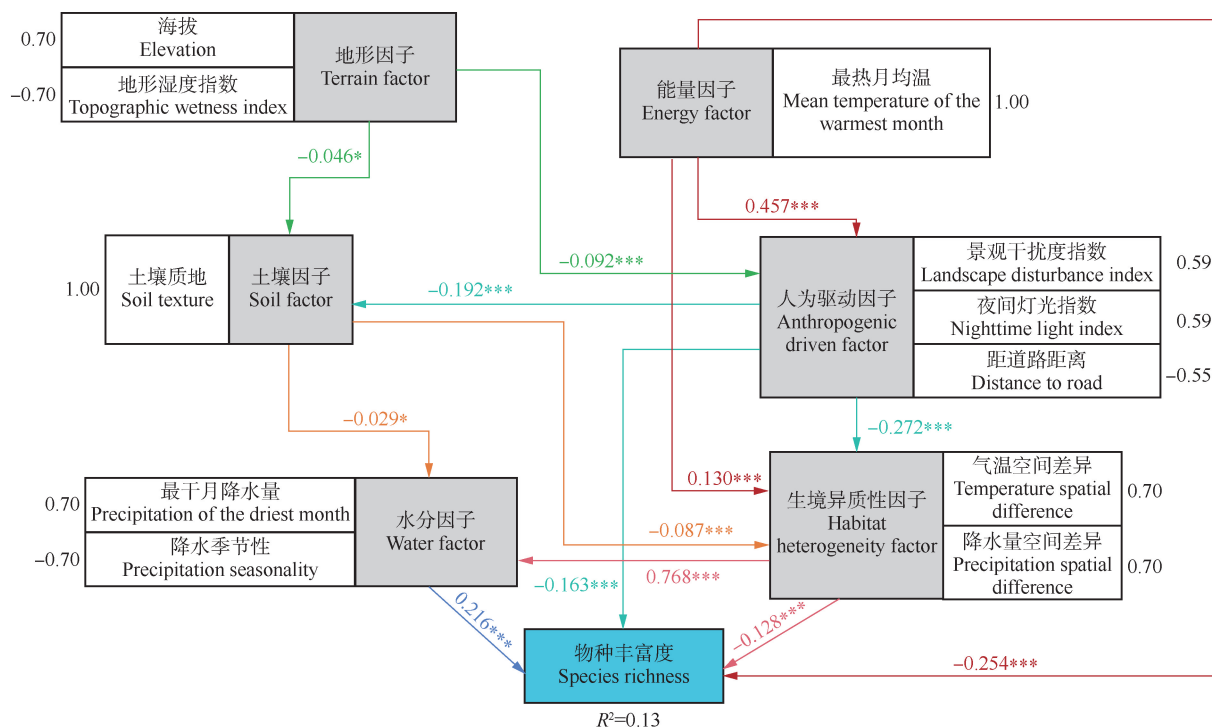 0.70
海拔
Elevation
−0.70
地形湿度指数
Topographic wetness index
地形因子
Terrain factor
能量因子
Energy factor
最热月均温
Mean temperature of the
warmest month
1.00
−0.046*
0.457***
−0.092***
1.00
土壤质地
Soil texture
土壤因子
Soil factor
−0.192***
人为驱动因子
Anthropogenic
driven factor
景观干扰度指数
Landscape disturbance index
0.59
夜间灯光指数
Nighttime light index
0.59
距道路距离
Distance to road
−0.55
−0.029*
−0.272***
0.70
最干月降水量
Precipitation of the driest month
−0.70
降水季节性
Precipitation seasonality
水分因子
Water factor
0.130***
−0.087***
0.768***
−0.163***
生境异质性因子
Habitat
heterogeneity factor
气温空间差异
Temperature spatial
difference
0.70
降水量空间差异
Precipitation spatial
difference
0.70
0.216***
−0.128***
物种丰富度
Species richness
−0.254***
R²=0.13